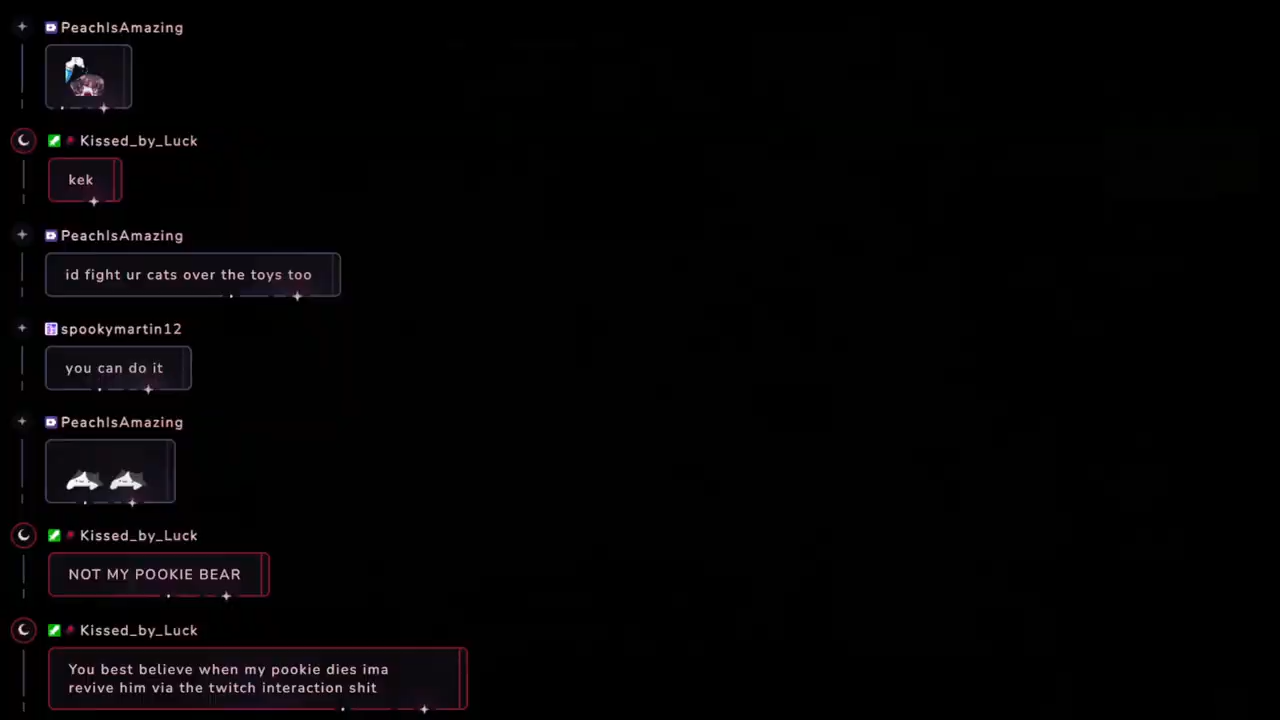 PeachIsAmazing
Kissed_by_Luck
kek
PeachIsAmazing
id fight ur cats over the toys too
spookymartin12
you can do it
PeachIsAmazing
Kissed_by_Luck
NOT MY POOKIE BEAR
Kissed_by_Luck
You best believe when my pookie dies ima
revive him via the twitch interaction shit